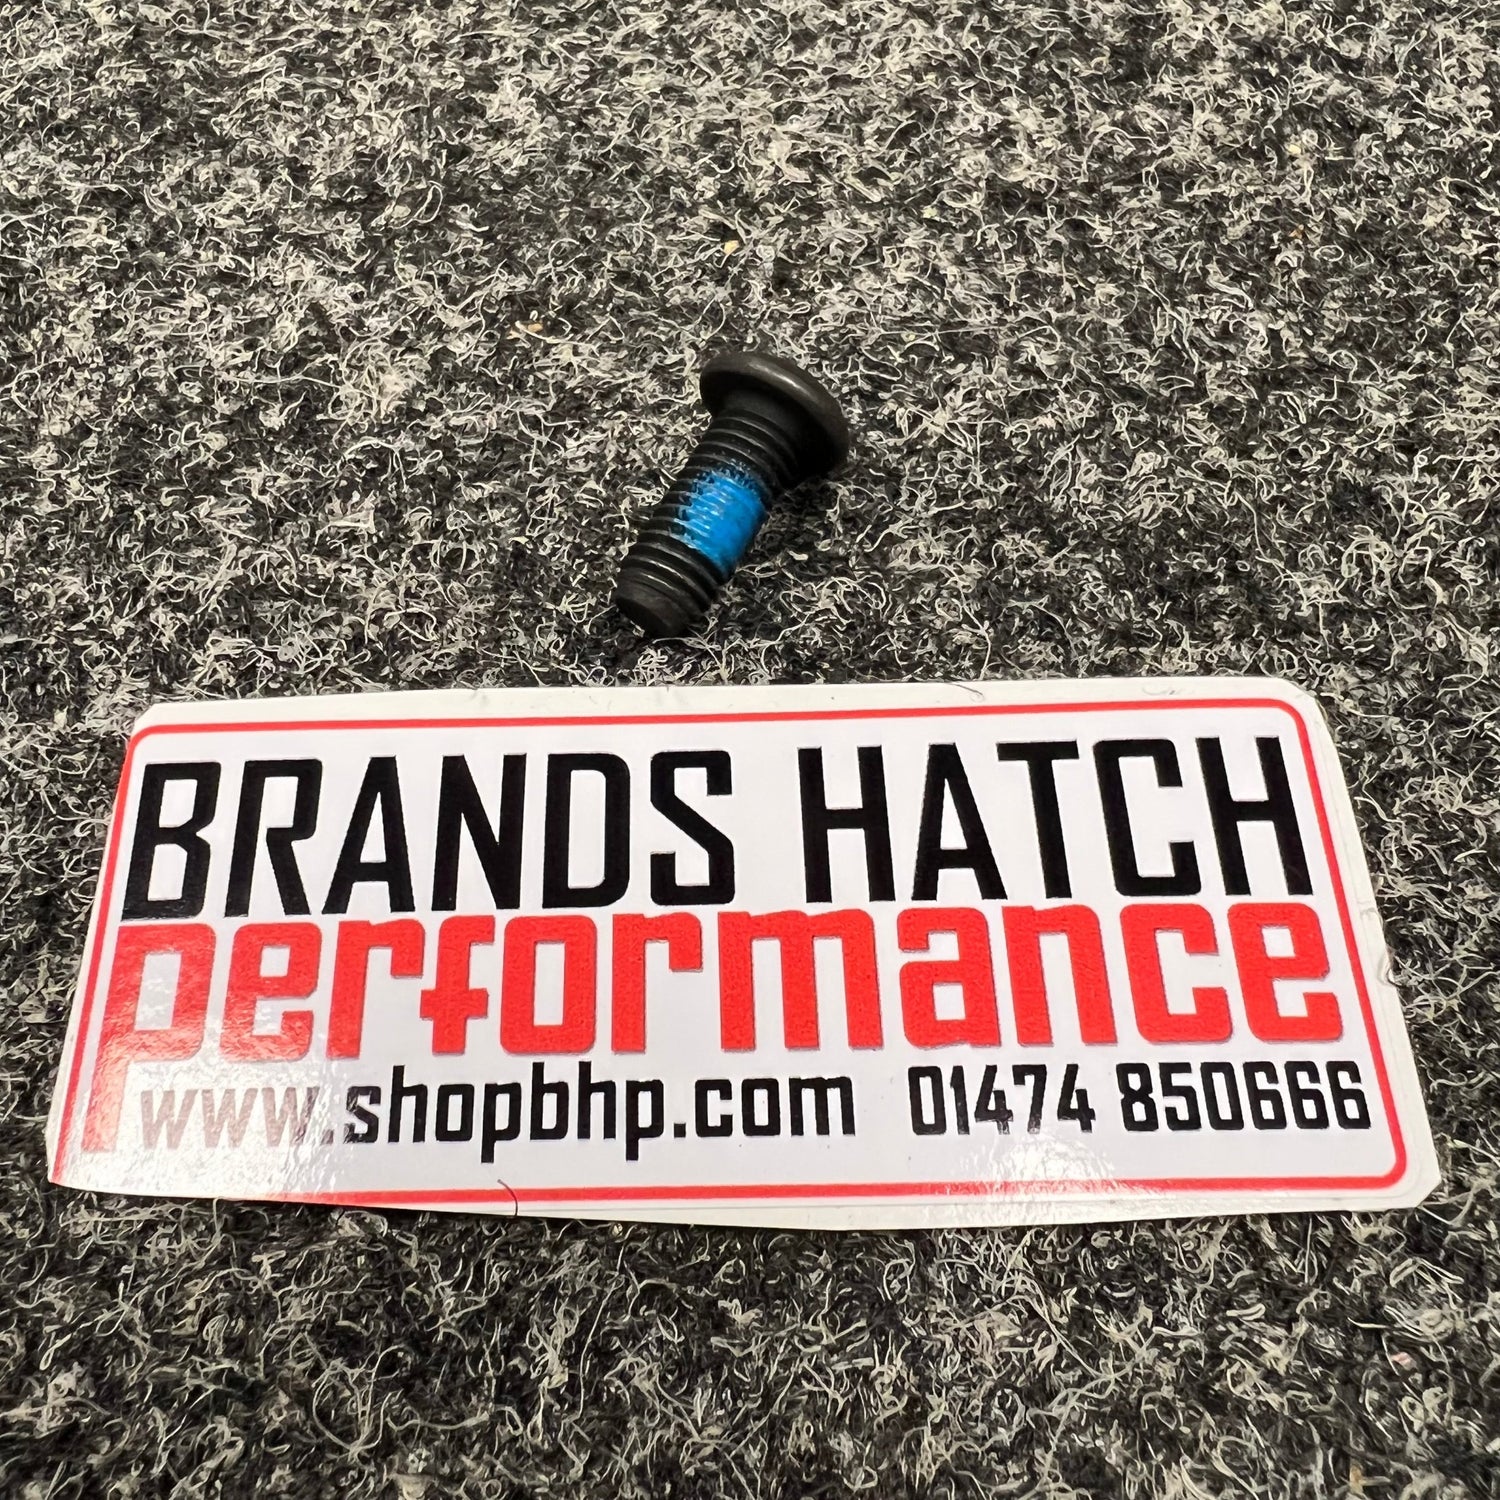 BRANDS HATCH
performance
www.shopbhp.com 01474 850666